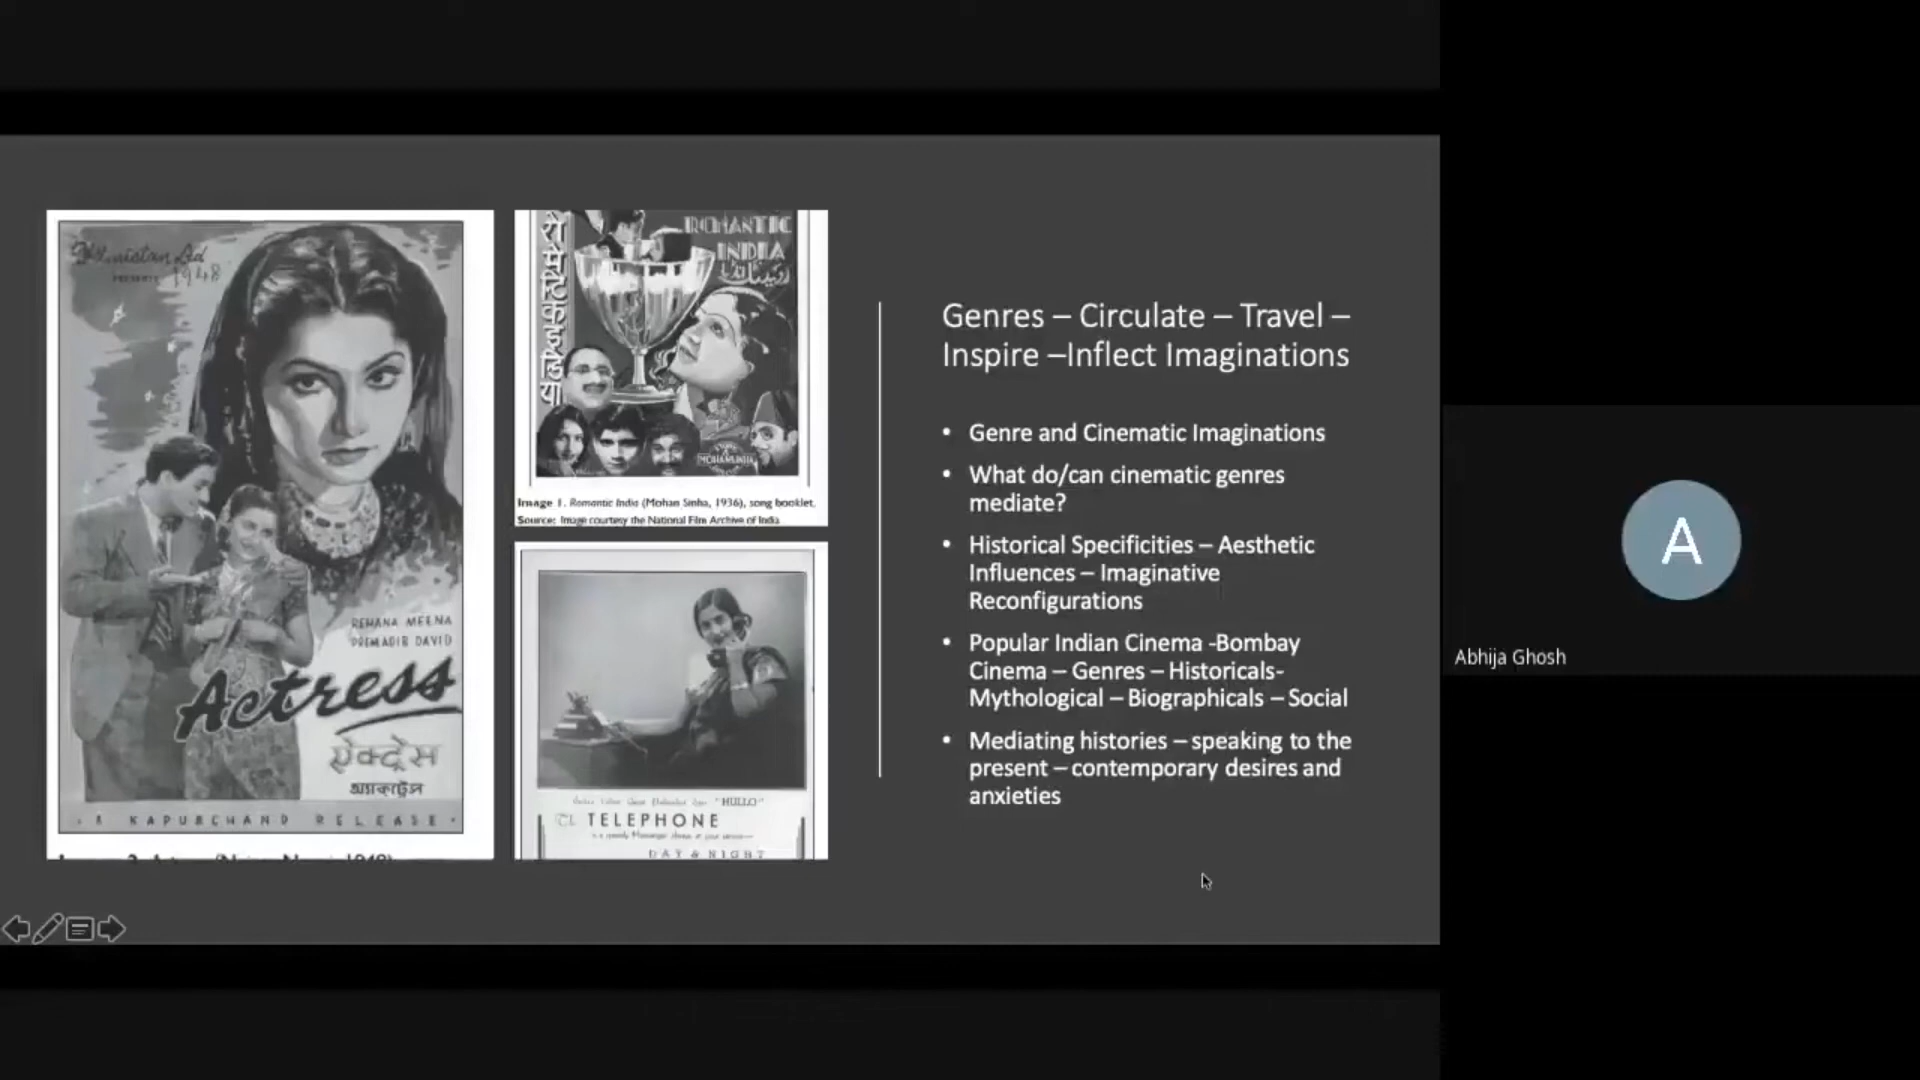 PRESENTS 1948
REHANA MEENA
PREMADIB DAVID
Actress
ऐक्ट्रेस
অ্যাকট্রেস
A KAPURCHAND RELEASE
रोमेन्टिक इन्डिया
ROMANTIC
INDIA
Image 1. Romantic India (Mohan Sinha, 1936), song booklet.
Source: Image courtesy the National Film Archive of India
"HULLO"
TELEPHONE
DAY & NIGHT
Genres – Circulate – Travel –
Inspire –Inflect Imaginations
• Genre and Cinematic Imaginations
• What do/can cinematic genres
mediate?
• Historical Specificities – Aesthetic
Influences – Imaginative
Reconfigurations
• Popular Indian Cinema -Bombay
Cinema – Genres – Historicals-
Mythological – Biographicals – Social
• Mediating histories – speaking to the
present – contemporary desires and
anxieties
A
Abhija Ghosh